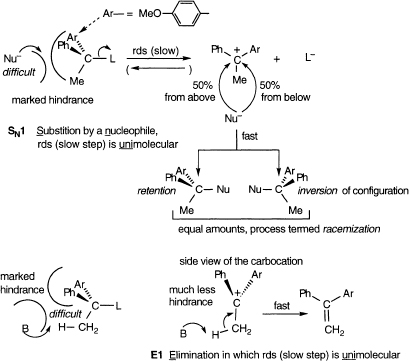 Ar = MeO
Nu– difficult Ar Ph C L Me rds (slow) ( ) Ph Ar C + Me + L–
marked hindrance 50% from above 50% from below
Nu–
SN1 Substition by a nucleophile,
rds (slow step) is unimolecular
fast
Ar Ph C Nu Me retention Nu C Ar Ph Me inversion of configuration
equal amounts, process termed racemization
side view of the carbocation
marked hindrance difficult Ar Ph C L B H CH2
much less hindrance Ph Ar C + B H CH2 fast Ph Ar C CH2
E1 Elimination in which rds (slow step) is unimolecular